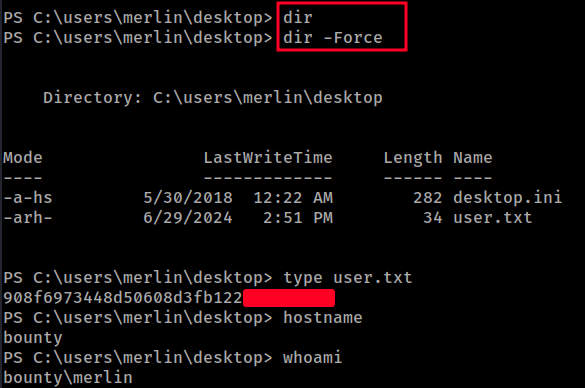 PS C:\users\merlin\desktop> dir
PS C:\users\merlin\desktop> dir -Force
Directory: C:\users\merlin\desktop
Mode LastWriteTime Length Name
---- ------------- ------ ----
-a-hs 5/30/2018 12:22 AM 282 desktop.ini
-arh- 6/29/2024 2:51 PM 34 user.txt
PS C:\users\merlin\desktop> type user.txt
908f6973448d50608d3fb122
PS C:\users\merlin\desktop> hostname
bounty
PS C:\users\merlin\desktop> whoami
bounty\merlin